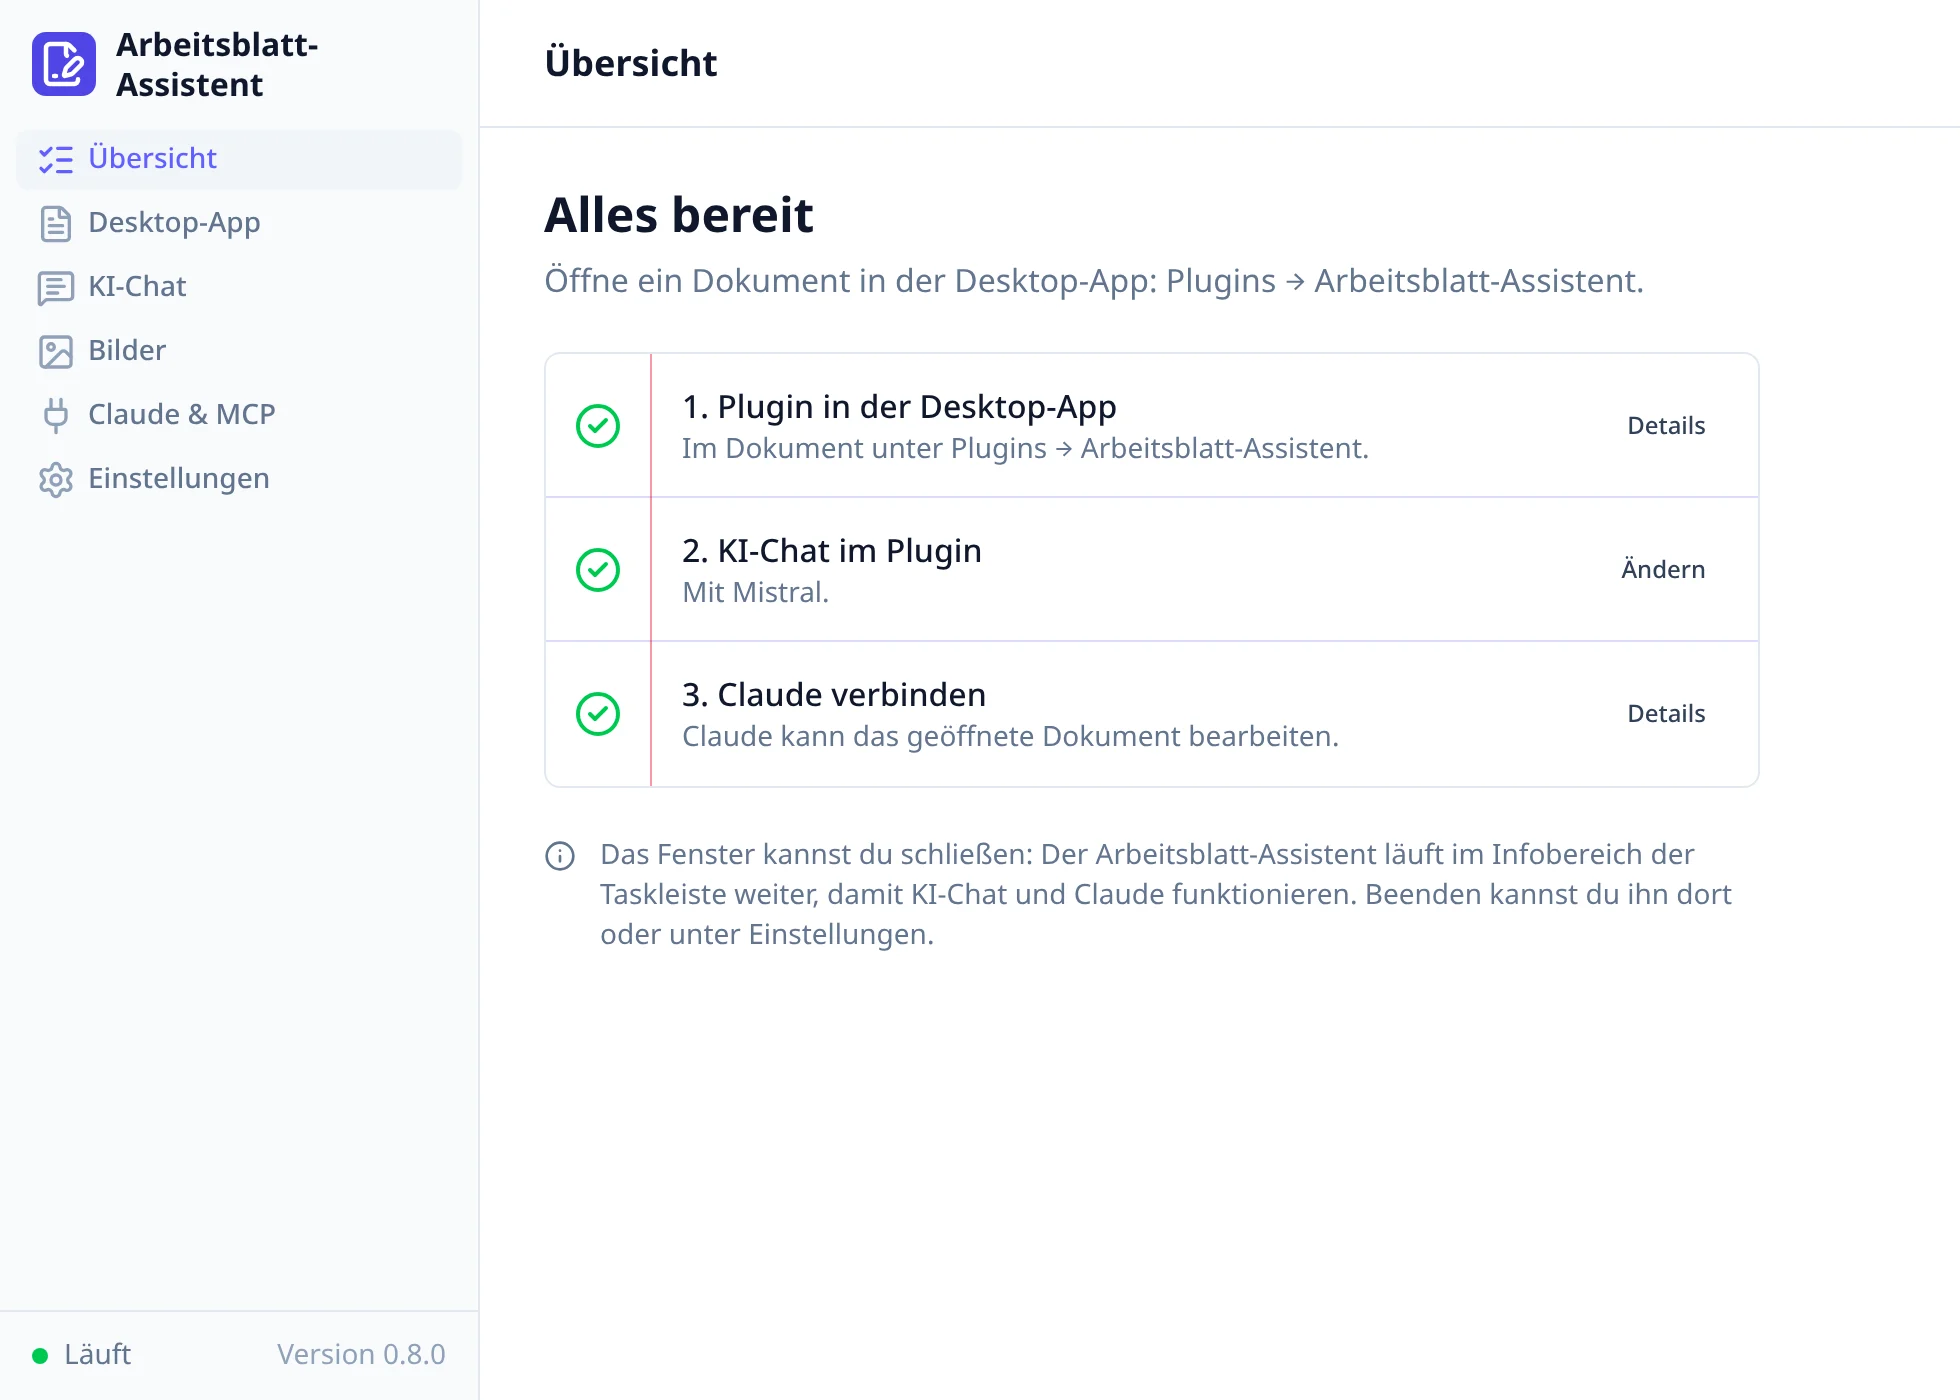 Arbeitsblatt-
Assistent
Übersicht
Desktop-App
KI-Chat
Bilder
Claude & MCP
Einstellungen
Läuft
Version 0.8.0
Übersicht
Alles bereit
Öffne ein Dokument in der Desktop-App: Plugins → Arbeitsblatt-Assistent.
1. Plugin in der Desktop-App
Im Dokument unter Plugins → Arbeitsblatt-Assistent.
Details
2. KI-Chat im Plugin
Mit Mistral.
Ändern
3. Claude verbinden
Claude kann das geöffnete Dokument bearbeiten.
Details
Das Fenster kannst du schließen: Der Arbeitsblatt-Assistent läuft im Infobereich der
Taskleiste weiter, damit KI-Chat und Claude funktionieren. Beenden kannst du ihn dort
oder unter Einstellungen.